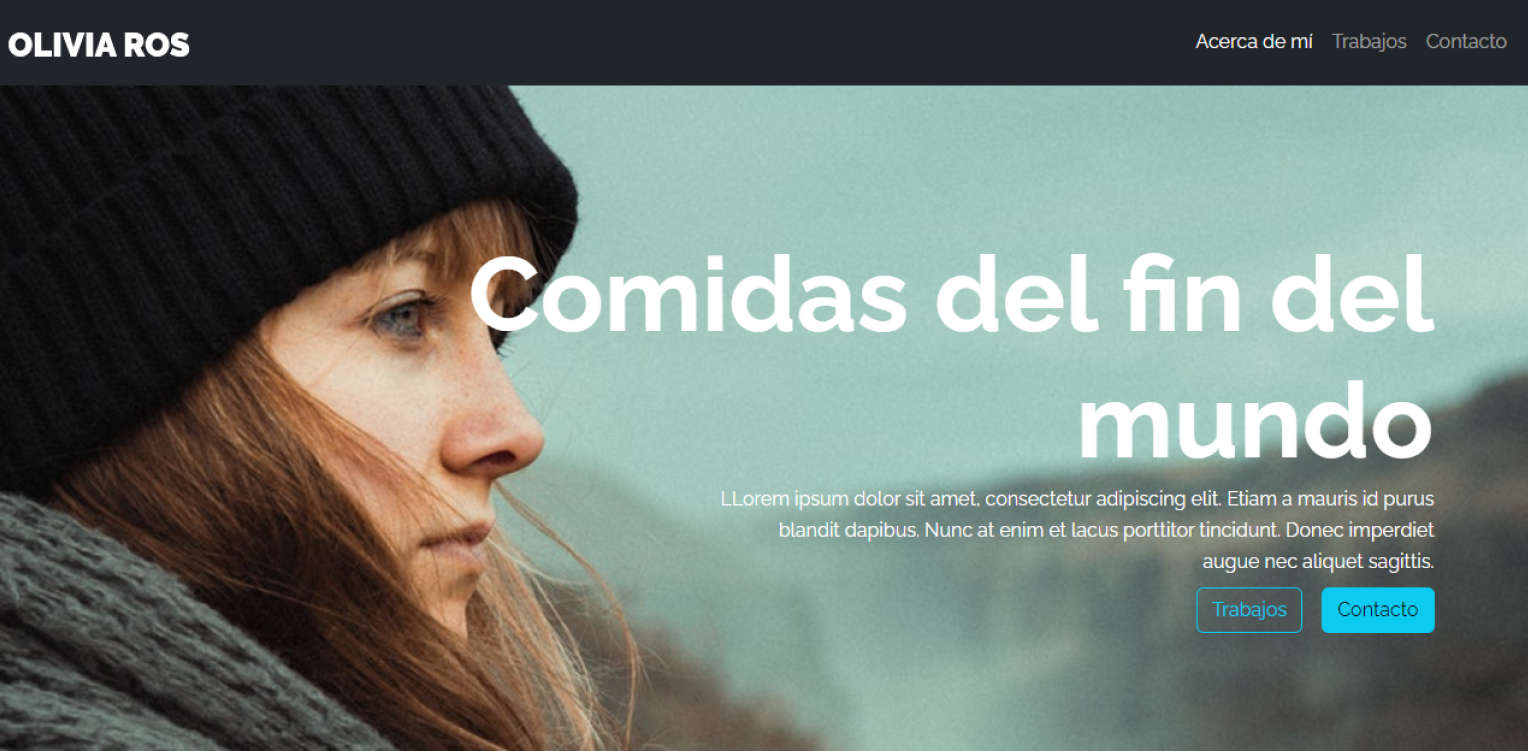 OLIVIA ROS
Acerca de mí Trabajos Contacto
Comidas del fin del
mundo
LLorem ipsum dolor sit amet, consectetur adipiscing elit. Etiam a mauris id purus
blandit dapibus. Nunc at enim et lacus porttitor tincidunt. Donec imperdiet
augue nec aliquet sagittis.
Trabajos Contacto